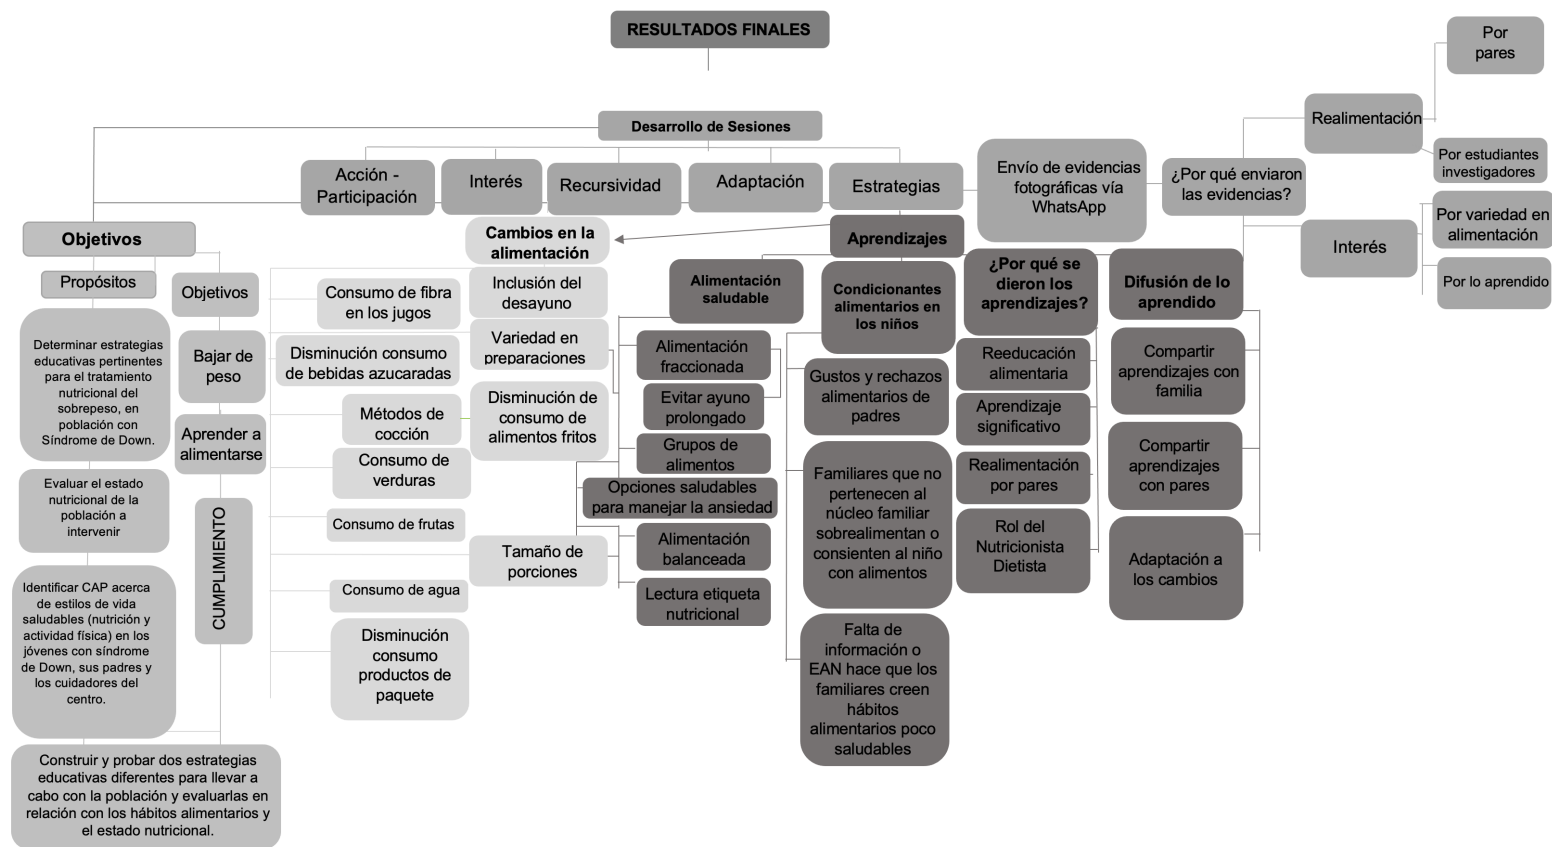 RESULTADOS FINALES
Por
pares
Realimentación
Desarrollo de Sesiones
Por estudiantes
investigadores
Acción -
Participación
Interés
Recursividad
Adaptación
Estrategias
Envío de evidencias
fotográficas vía
WhatsApp
¿Por qué enviaron
las evidencias?
Por variedad en
alimentación
Interés
Por lo aprendido
Objetivos
Propósitos
Objetivos
Determinar estrategias
educativas pertinentes
para el tratamiento
nutricional del
sobrepeso, en
población con
Síndrome de Down.
Evaluar el estado
nutricional de la
población a
intervenir
Identificar CAP acerca
de estilos de vida
saludables (nutrición y
actividad física) en los
jóvenes con síndrome
de Down, sus padres y
los cuidadores del
centro.
Construir y probar dos estrategias
educativas diferentes para llevar a
cabo con la población y evaluarlas en
relación con los hábitos alimentarios y
el estado nutricional.
Bajar de
peso
Aprender a
alimentarse
CUMPLIMIENTO
Cambios en la
alimentación
Consumo de fibra
en los jugos
Disminución consumo
de bebidas azucaradas
Métodos de
cocción
Consumo de
verduras
Consumo de frutas
Consumo de agua
Disminución
consumo
productos de
paquete
Inclusión del
desayuno
Variedad en
preparaciones
Disminución de
consumo de
alimentos fritos
Tamaño de
porciones
Aprendizajes
Alimentación
saludable
Alimentación
fraccionada
Evitar ayuno
prolongado
Grupos de
alimentos
Opciones saludables
para manejar la ansiedad
Alimentación
balanceada
Lectura etiqueta
nutricional
Condicionantes
alimentarios en
los niños
Gustos y rechazos
alimentarios de
padres
Familiares que no
pertenecen al
núcleo familiar
sobrealimentan o
consienten al niño
con alimentos
Falta de
información o
EAN hace que los
familiares creen
hábitos
alimentarios poco
saludables
¿Por qué se
dieron los
aprendizajes?
Reeducación
alimentaria
Aprendizaje
significativo
Realimentación
por pares
Rol del
Nutricionista
Dietista
Difusión de lo
aprendido
Compartir
aprendizajes con
familia
Compartir
aprendizajes
con pares
Adaptación a
los cambios